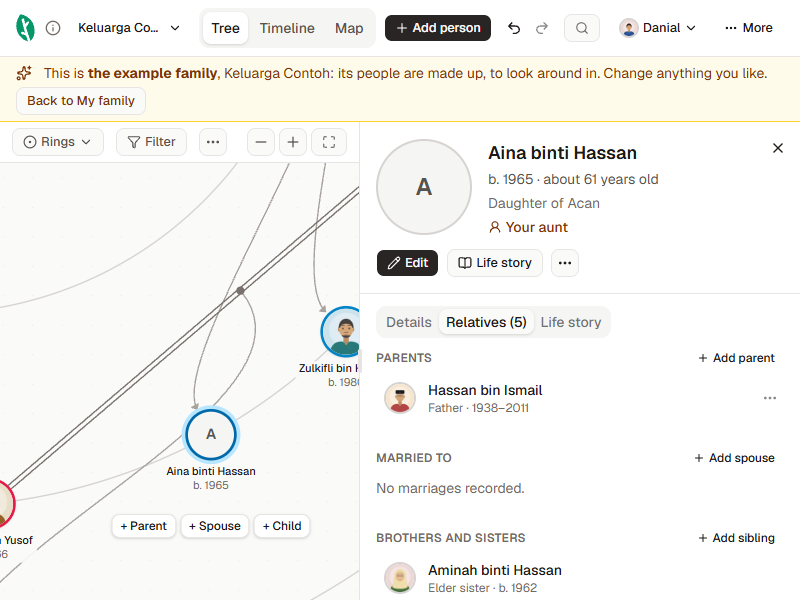 Keluarga Co...
Tree
Timeline
Map
+ Add person
Danial
More
This is the example family, Keluarga Contoh: its people are made up, to look around in. Change anything you like.
Back to My family
Rings
Filter
Zulkifli bin H
b. 198
A
Aina binti Hassan
b. 1965
+ Parent
+ Spouse
+ Child
Yusof
66
A
Aina binti Hassan
b. 1965 · about 61 years old
Daughter of Acan
Your aunt
Edit
Life story
Details
Relatives (5)
Life story
PARENTS
+ Add parent
Hassan bin Ismail
Father · 1938–2011
MARRIED TO
+ Add spouse
No marriages recorded.
BROTHERS AND SISTERS
+ Add sibling
Aminah binti Hassan
Elder sister · b. 1962